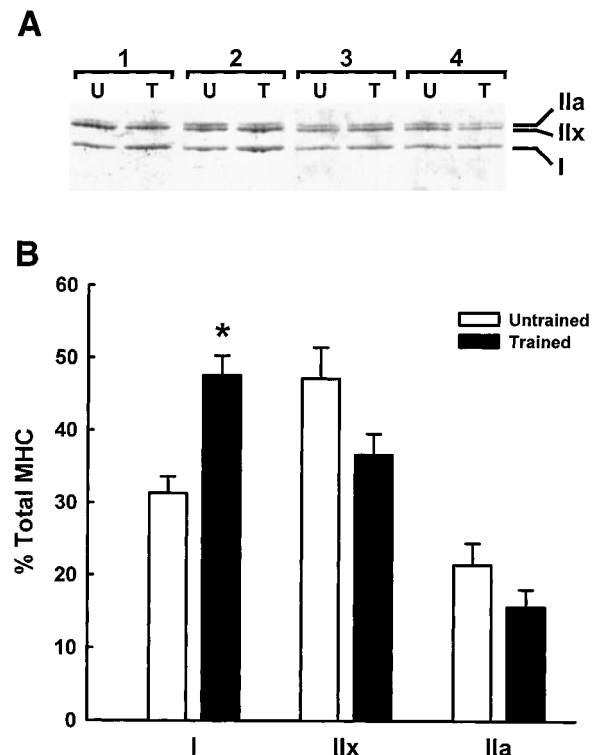 A
1 2 3 4
U T U T U T U T
IIa
IIx
I
B
60
50
40
30
20
10
0
% Total MHC
*
Untrained
Trained
I IIx IIa